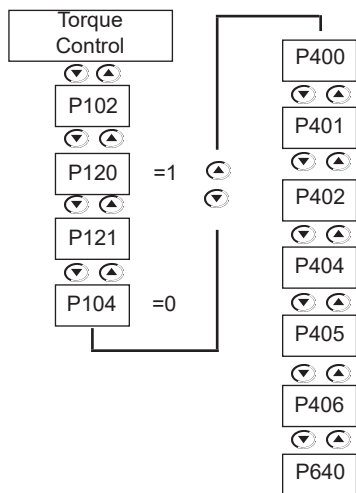 Torque
Control
P102
P120 =1
P121
P104 =0
P400
P401
P402
P404
P405
P406
P640